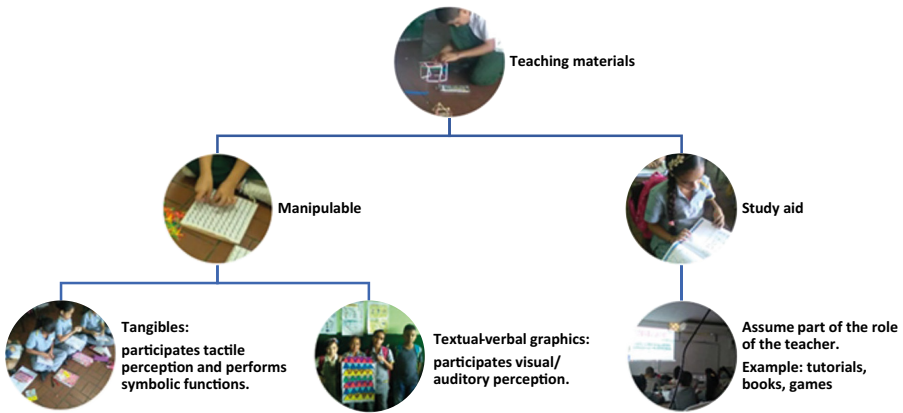 Teaching materials
Manipulable
Study aid
Tangibles:
participates tactile
perception and performs
symbolic functions.
Textual-verbal graphics:
participates visual/
auditory perception.
Assume part of the role
of the teacher.
Example: tutorials,
books, games